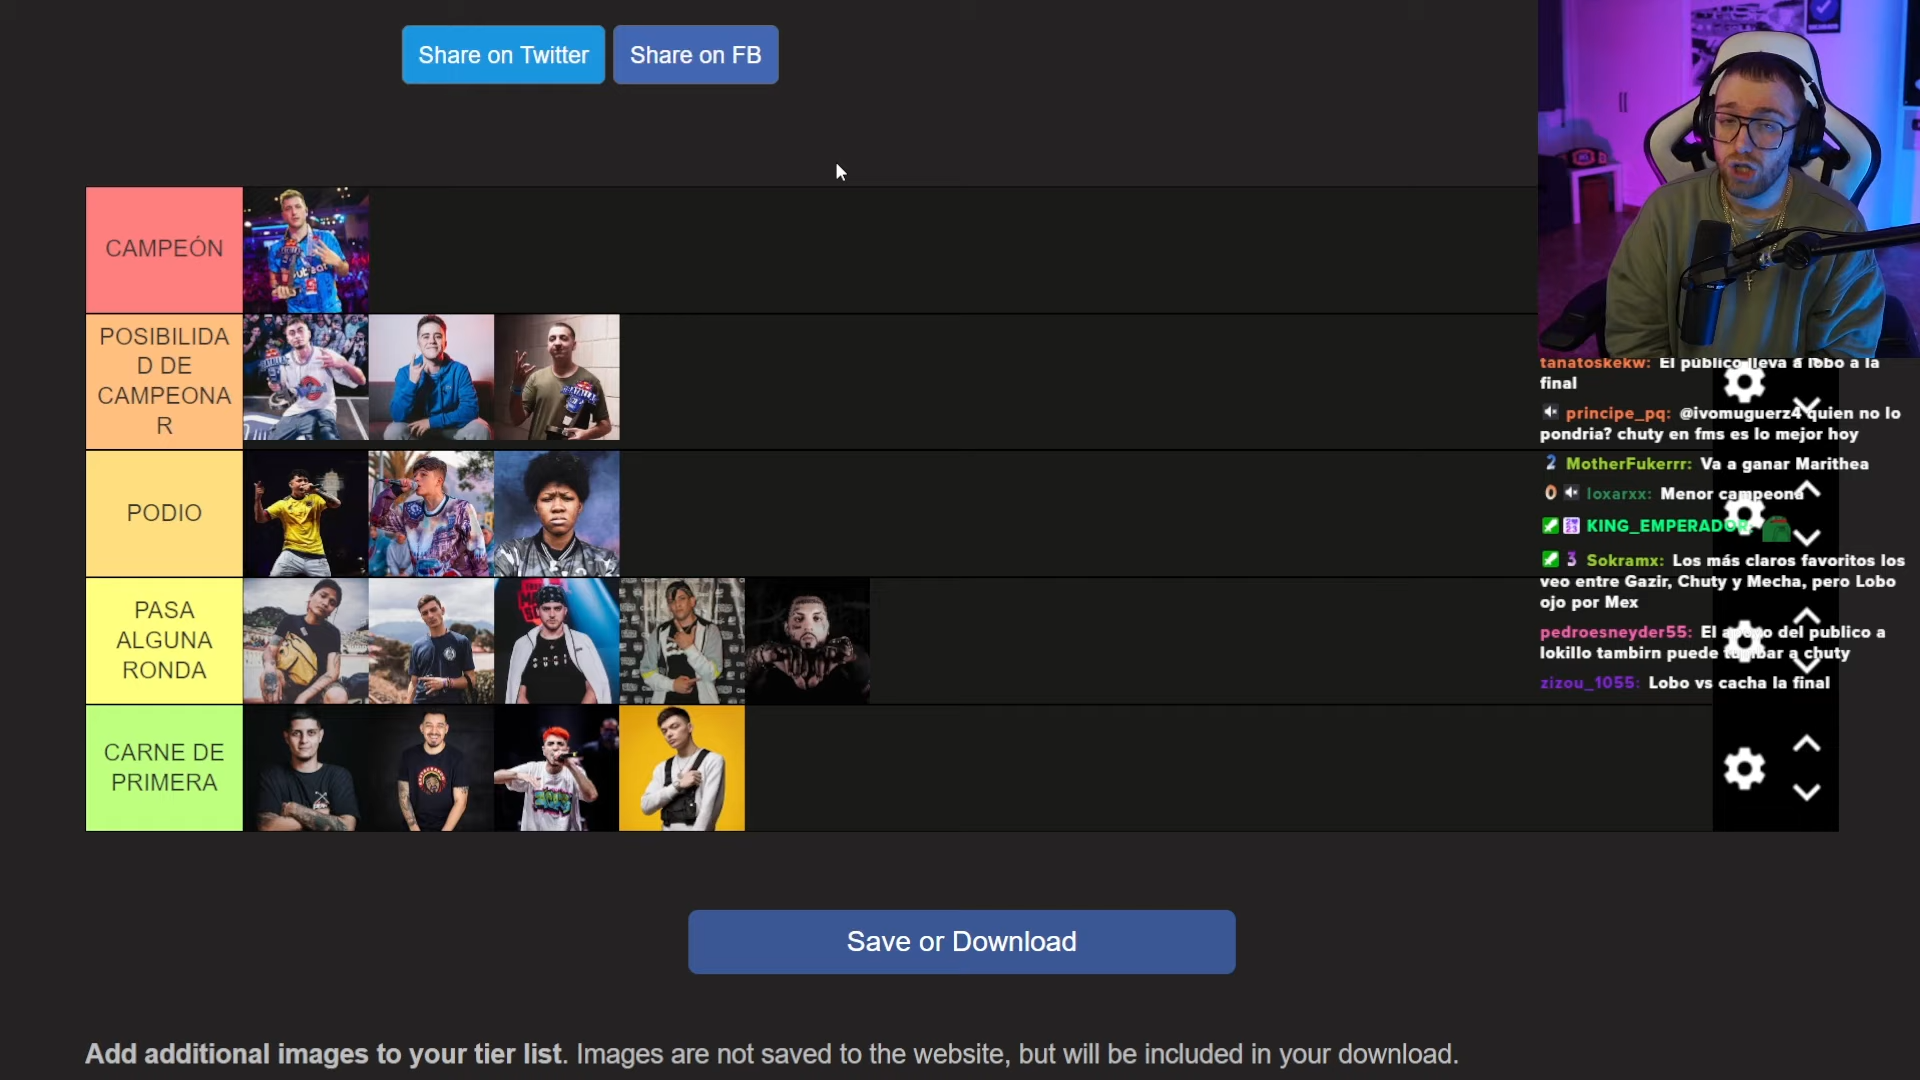 Share on Twitter
Share on FB
CAMPEÓN
POSIBILIDA
D DE
CAMPEONA
R
PODIO
PASA
ALGUNA
RONDA
CARNE DE
PRIMERA
tanatoskekw: El publico lleva a lobo a la
final
principe_pq: @ivomuguerz4 quien no lo
pondria? chuty en fms es lo mejor hoy
2 MotherFukerrr: Va a ganar Marithea
0 loxarxx: Menor campeona
KING_EMPERADOR:
3 Sokramx: Los más claros favoritos los
veo entre Gazir, Chuty y Mecha, pero Lobo
ojo por Mex
pedroesneyder55: El apoyo del publico a
lokillo tambirn puede tumbar a chuty
zizou_1055: Lobo vs cacha la final
Save or Download
Add additional images to your tier list. Images are not saved to the website, but will be included in your download.